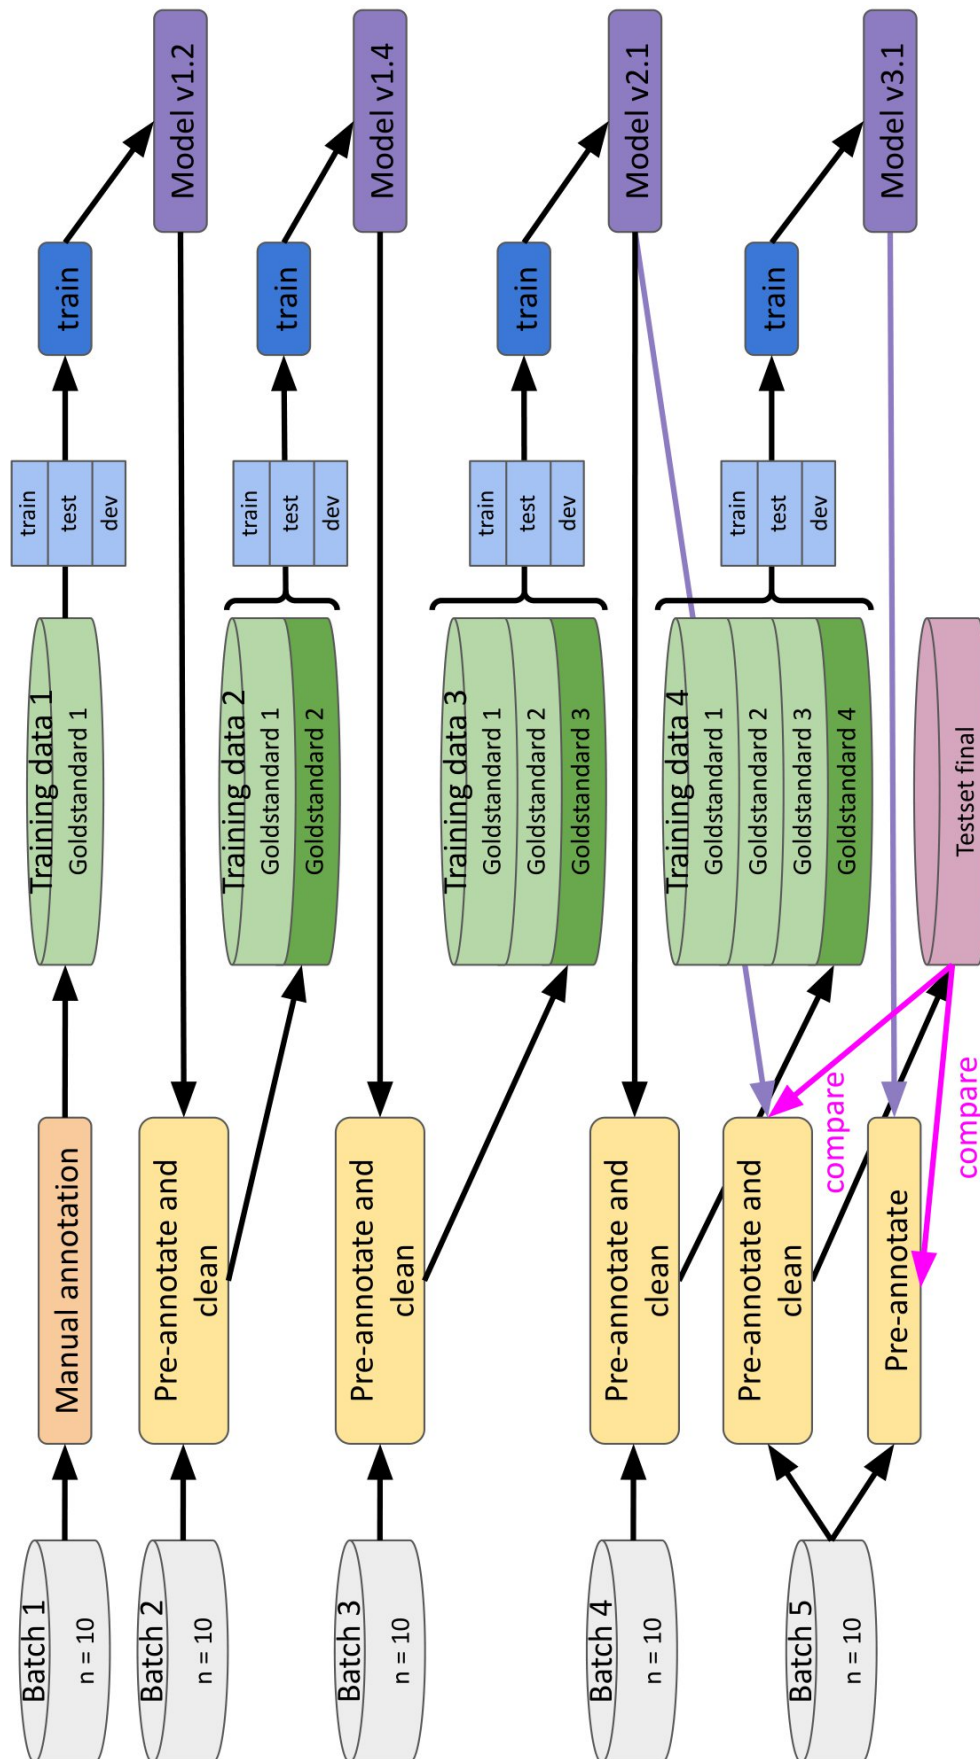 Batch 1
n = 10
Manual annotation
Training data 1
Goldstandard 1
train
test
dev
train
Model v1.2
Batch 2
n = 10
Pre-annotate and
clean
Training data 2
Goldstandard 1
Goldstandard 2
train
test
dev
train
Model v1.4
Batch 3
n = 10
Pre-annotate and
clean
Training data 3
Goldstandard 1
Goldstandard 2
Goldstandard 3
train
test
dev
train
Model v2.1
Batch 4
n = 10
Pre-annotate and
clean
Training data 4
Goldstandard 1
Goldstandard 2
Goldstandard 3
Goldstandard 4
train
test
dev
train
Model v3.1
Batch 5
n = 10
Pre-annotate and
clean
compare
Pre-annotate
compare
Testset final